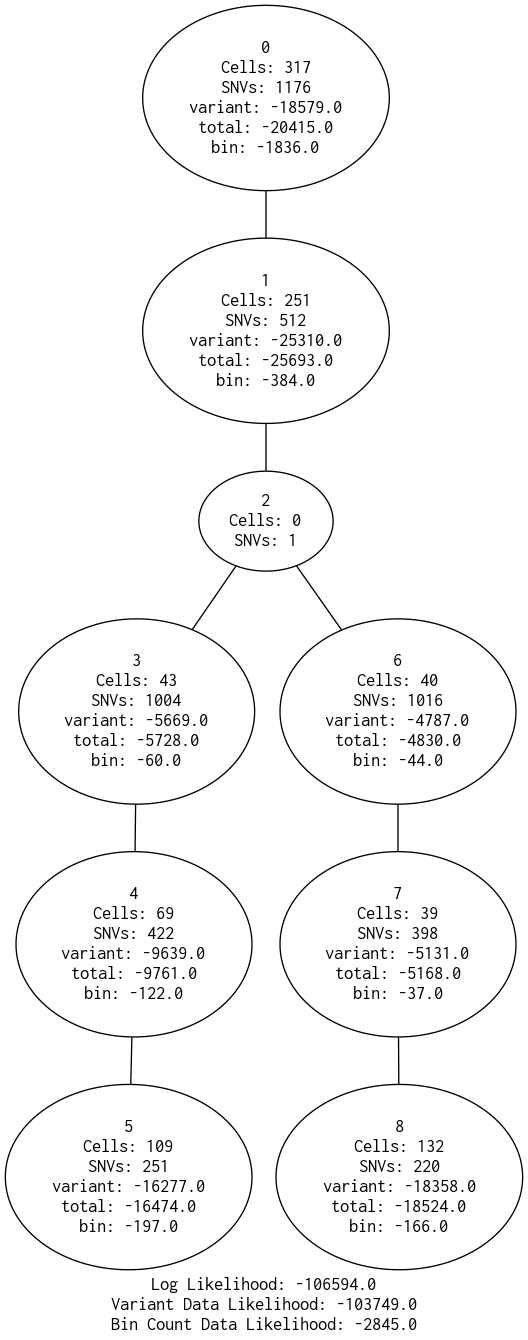 0
Cells: 317
SNVs: 1176
variant: -18579.0
total: -20415.0
bin: -1836.0
1
Cells: 251
SNVs: 512
variant: -25310.0
total: -25693.0
bin: -384.0
2
Cells: 0
SNVs: 1
3
Cells: 43
SNVs: 1004
variant: -5669.0
total: -5728.0
bin: -60.0
6
Cells: 40
SNVs: 1016
variant: -4787.0
total: -4830.0
bin: -44.0
4
Cells: 69
SNVs: 422
variant: -9639.0
total: -9761.0
bin: -122.0
7
Cells: 39
SNVs: 398
variant: -5131.0
total: -5168.0
bin: -37.0
5
Cells: 109
SNVs: 251
variant: -16277.0
total: -16474.0
bin: -197.0
8
Cells: 132
SNVs: 220
variant: -18358.0
total: -18524.0
bin: -166.0
Log Likelihood: -106594.0
Variant Data Likelihood: -103749.0
Bin Count Data Likelihood: -2845.0